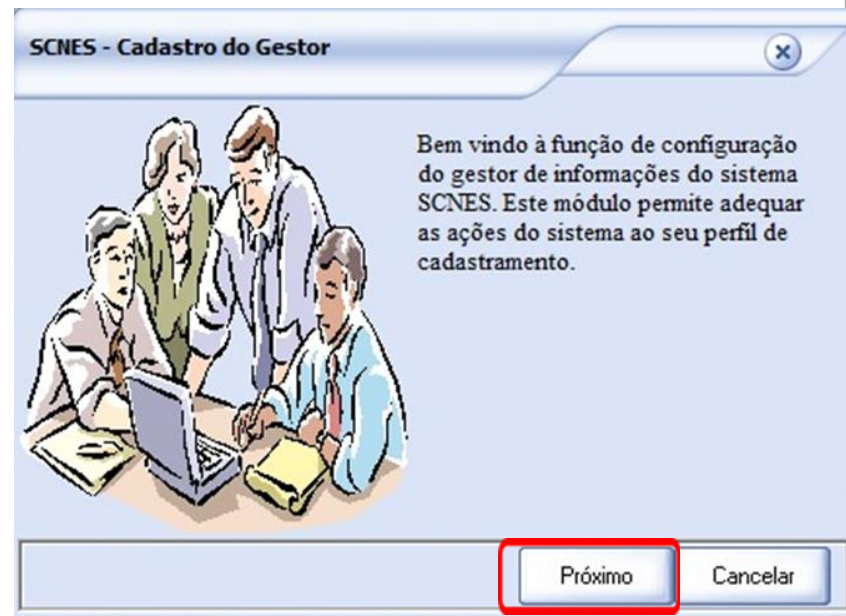 SCNES - Cadastro do Gestor
Bem vindo à função de configuração
do gestor de informações do sistema
SCNES. Este módulo permite adequar
as ações do sistema ao seu perfil de
cadastramento.
Próximo
Cancelar